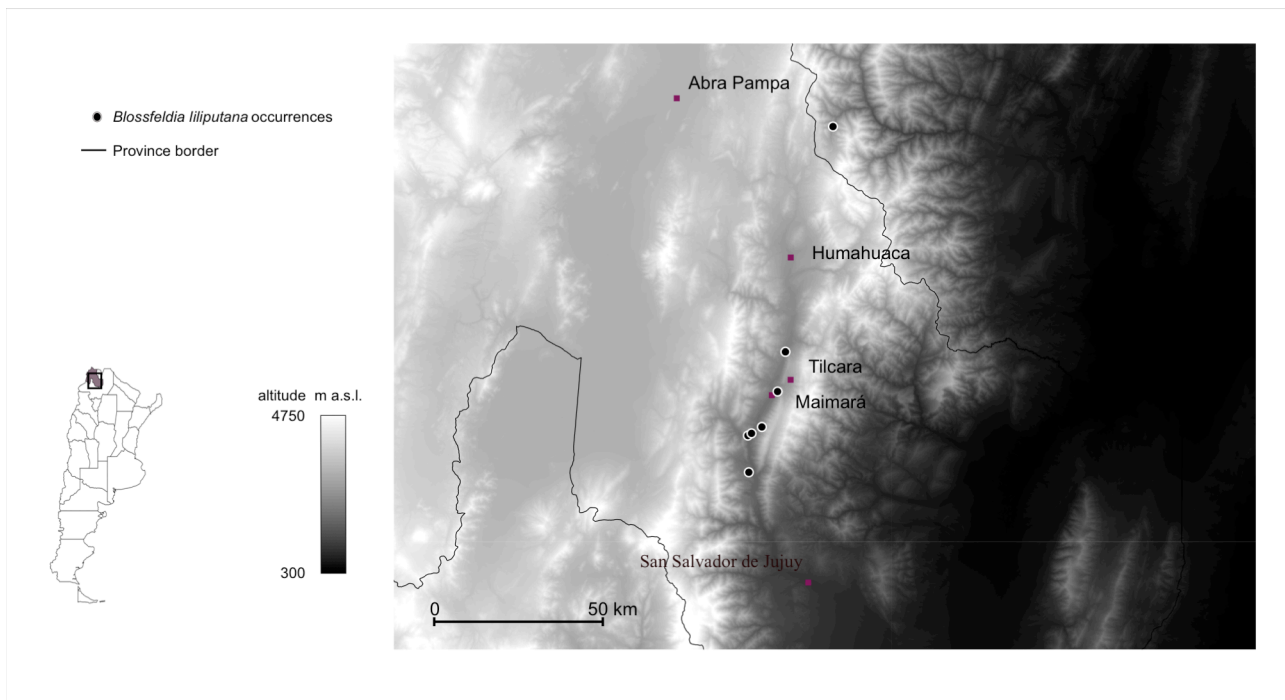 Blossfeldia liliputana occurrences
Province border
altitude m a.s.l.
4750
300
Abra Pampa
Humahuaca
Tilcara
Maimará
San Salvador de Jujuy
0 50 km